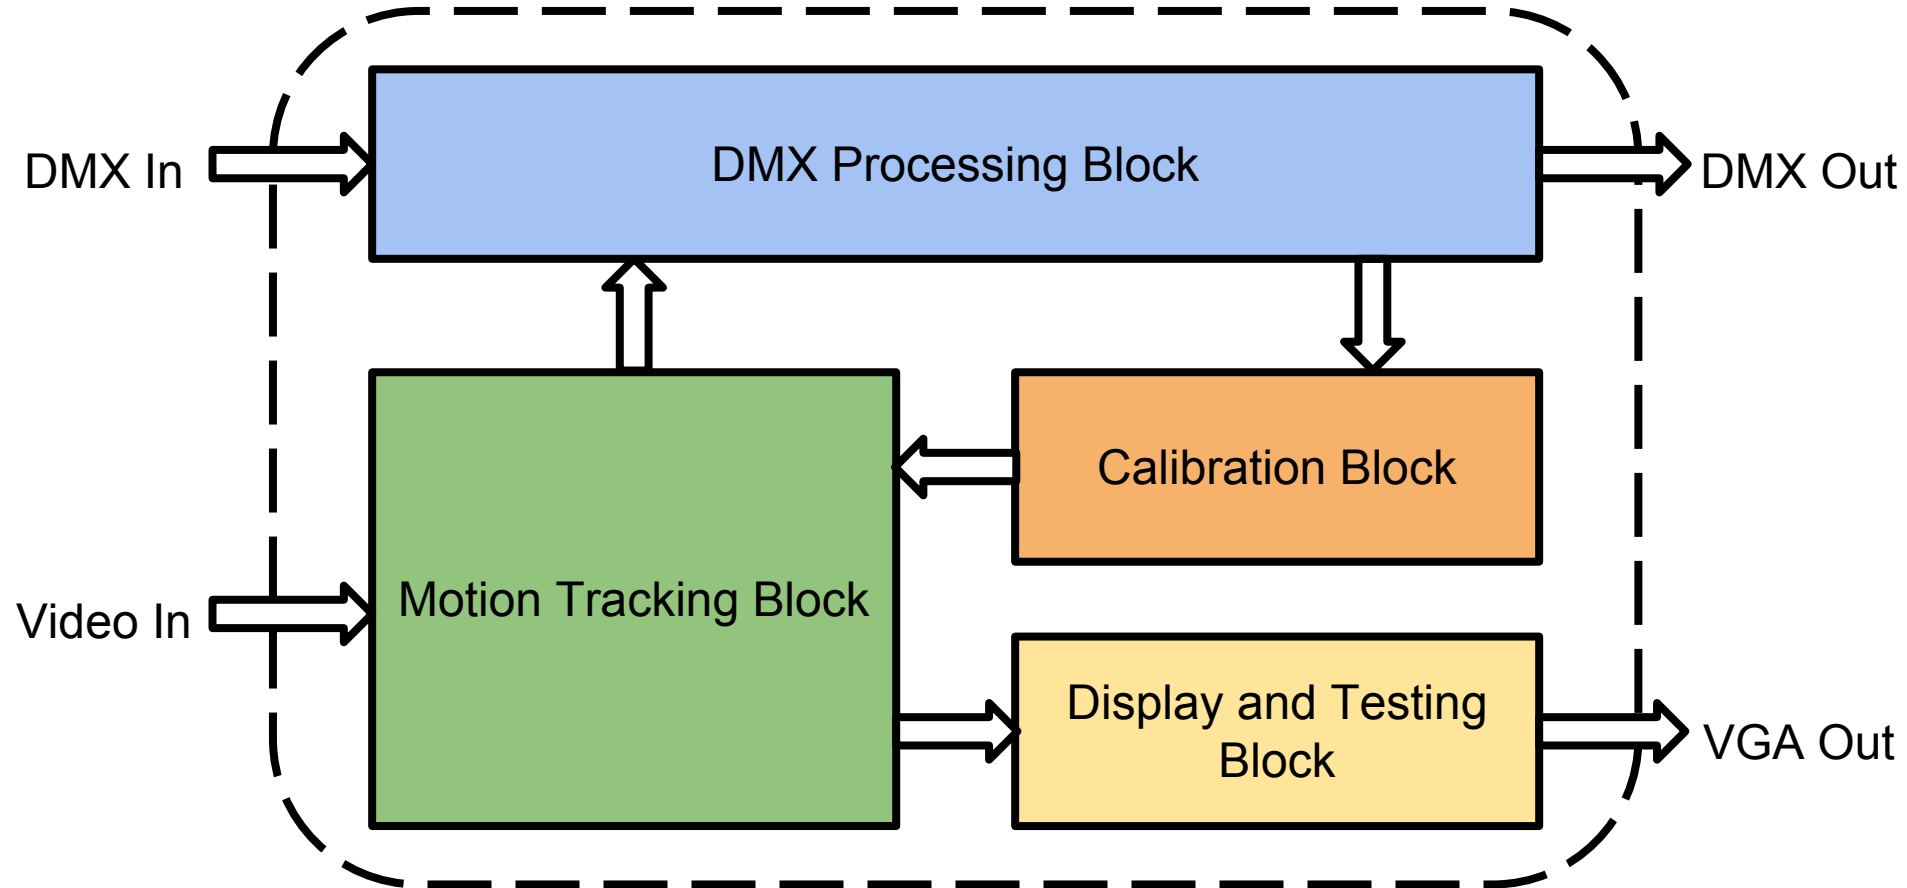 DMX In
DMX Processing Block
DMX Out
Calibration Block
Video In
Motion Tracking Block
Display and Testing
Block
VGA Out